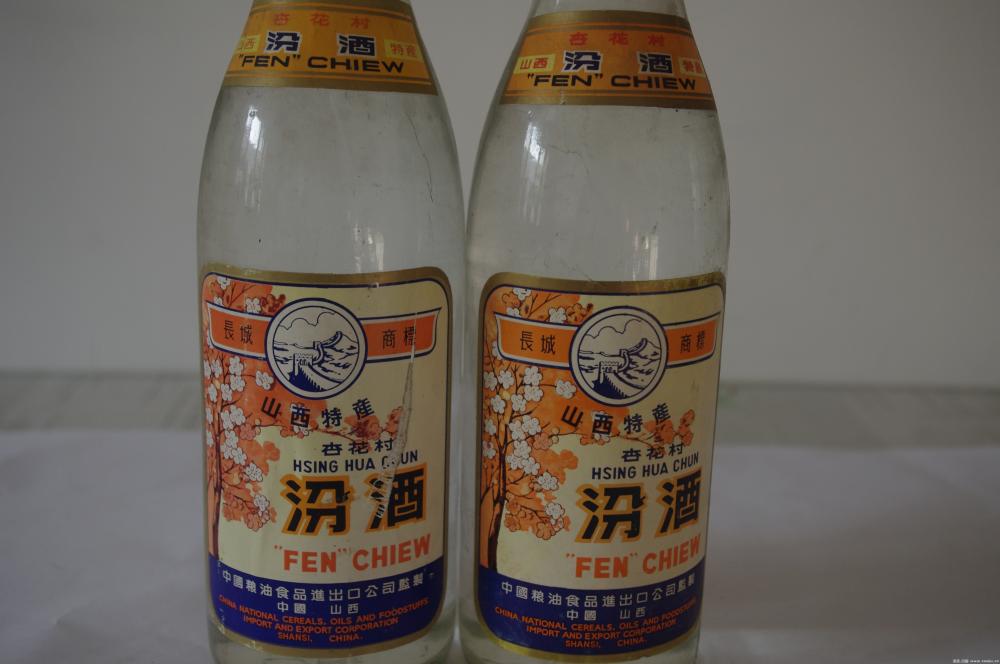 杏花村
山西 汾酒 特產
"FEN" CHIEW
長城 商標
山西特產
杏花村
HSING HUA CHUN
汾酒
"FEN" CHIEW
中國粮油食品進出口公司監製
中國 山西
CHINA NATIONAL CEREALS, OILS AND FOODSTUFFS
IMPORT AND EXPORT CORPORATION
SHANSI, CHINA.
杏花村
山西 汾酒
"FEN" CHIEW
長城 商標
山西特產
杏花村
HSING HUA CHUN
汾酒
"FEN" CHIEW
中國粮油食品進出口公司監製
中國 山西
CHINA NATIONAL CEREALS, OILS AND FOODSTUFFS
IMPORT AND EXPORT CORPORATION
SHANSI, CHINA.